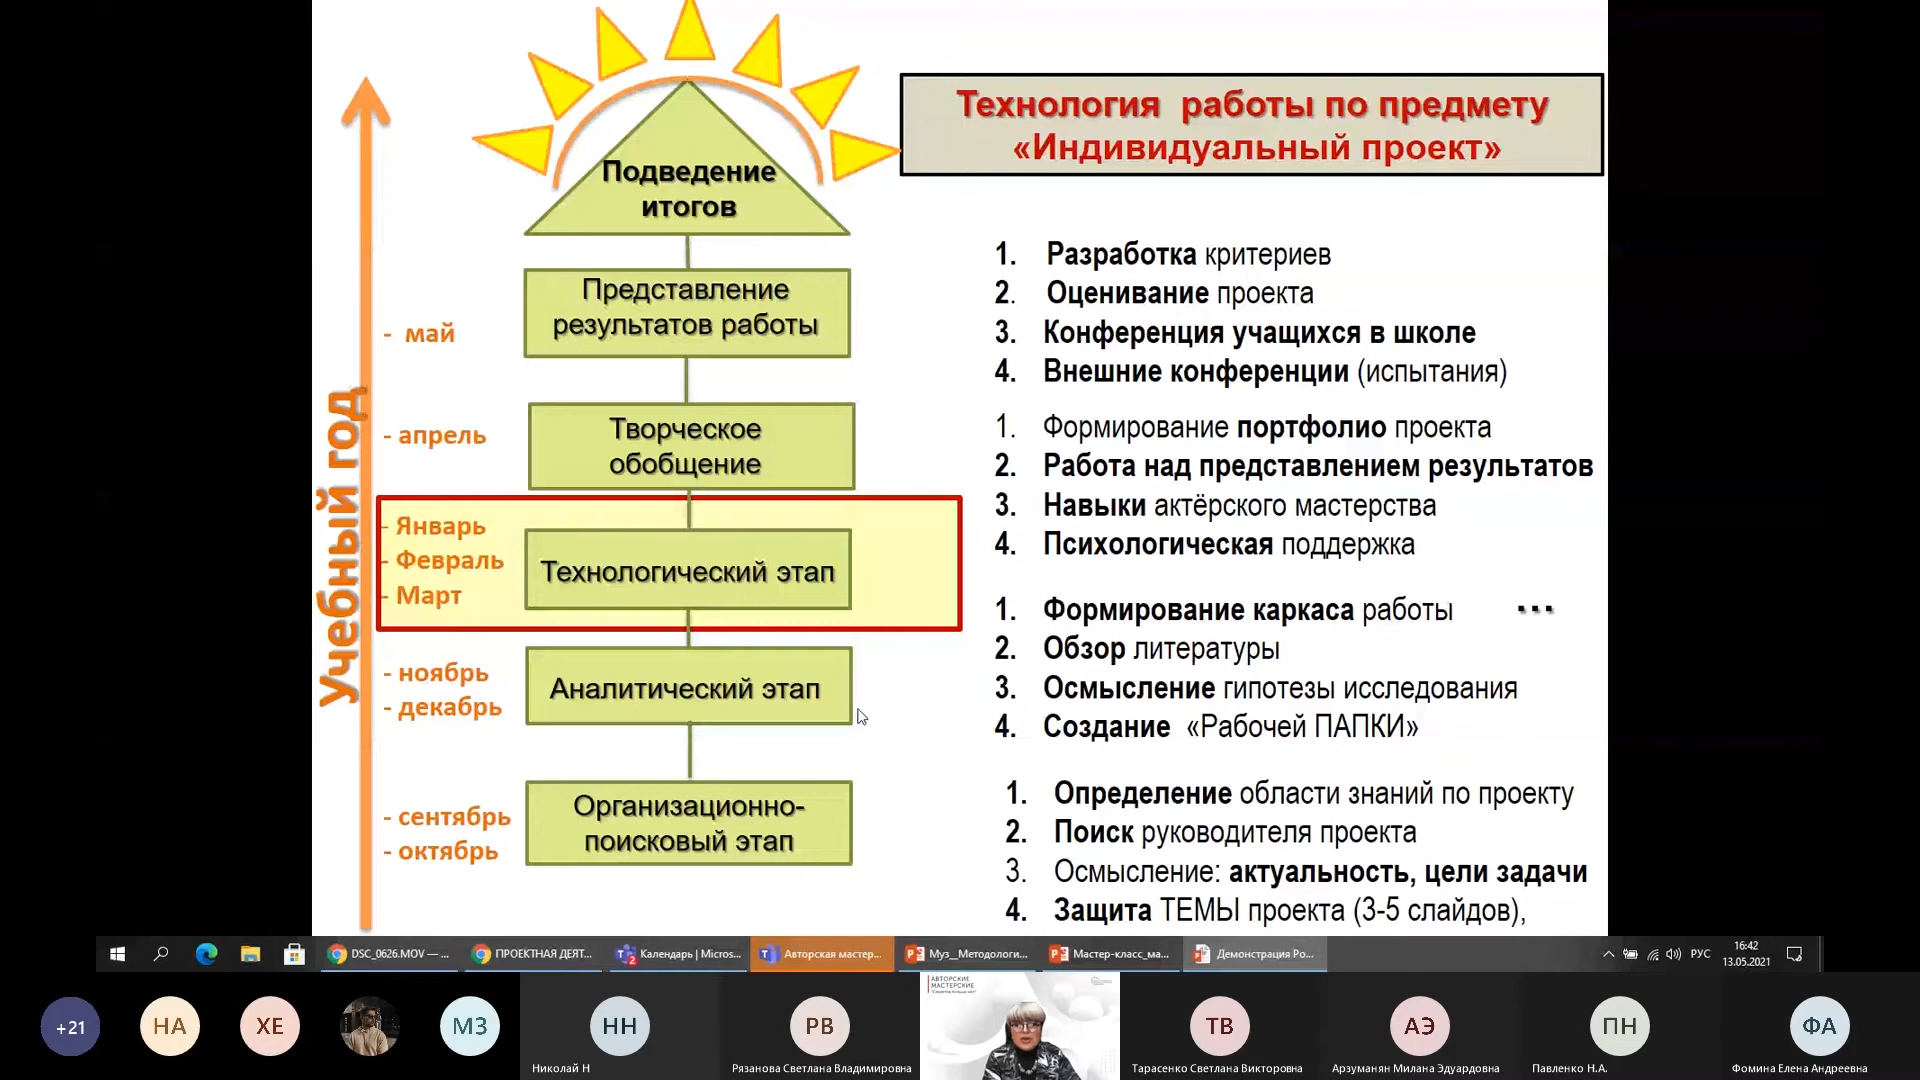 Технология работы по предмету
«Индивидуальный проект»
Подведение
итогов
Учебный год
- май
Представление
результатов работы
1. Разработка критериев
2. Оценивание проекта
3. Конференция учащихся в школе
4. Внешние конференции (испытания)
- апрель
Творческое
обобщение
1. Формирование портфолио проекта
2. Работа над представлением результатов
3. Навыки актёрского мастерства
4. Психологическая поддержка
- Январь
- Февраль
- Март
Технологический этап
...
- ноябрь
- декабрь
Аналитический этап
1. Формирование каркаса работы
2. Обзор литературы
3. Осмысление гипотезы исследования
4. Создание «Рабочей ПАПКИ»
- сентябрь
- октябрь
Организационно-
поисковый этап
1. Определение области знаний по проекту
2. Поиск руководителя проекта
3. Осмысление: актуальность, цели задачи
4. Защита ТЕМЫ проекта (3-5 слайдов),
DSC_0626.MOV — ...
ПРОЕКТНАЯ ДЕЯТ...
Календарь | Micros...
Авторская мастер...
Муз_Методологи...
Мастер-класс_ма...
Демонстрация Po...
РУС
16:42
13.05.2021
+21
НА
ХЕ
МЗ
НН
Николай Н
РВ
Рязанова Светлана Владимировна
АВТОРСКИЕ
МАСТЕРСКИЕ
ТВ
Тарасенко Светлана Викторовна
АЭ
Арзуманян Милана Эдуардовна
ПН
Павленко Н.А.
ФА
Фомина Елена Андреевна